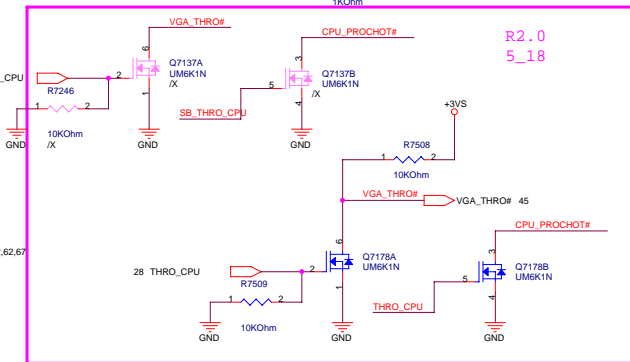 1KOhm
VGA_THRO#
CPU_PROCHOT#
R2.0
5_18
6
3
Q7137A
UM6K1N
/X
Q7137B
UM6K1N
/X
_CPU
2
5
R7246
1
4
SB_THRO_CPU
+3VS
1
2
GND
GND
GND
10KOhm
/X
R7508
1
2
10KOhm
VGA_THRO#
VGA_THRO# 45
CPU_PROCHOT#
6
3
,62,67
Q7178A
UM6K1N
Q7178B
UM6K1N
28 THRO_CPU
2
5
R7509
1
4
1
2
THRO_CPU
10KOhm
GND
GND
GND